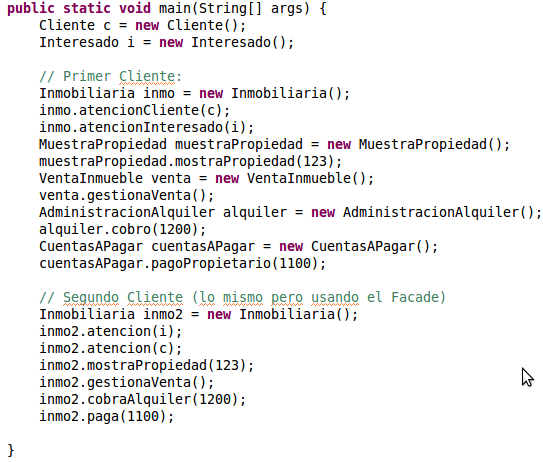 public static void main(String[] args) {
    Cliente c = new Cliente();
    Interesado i = new Interesado();

    // Primer Cliente:
    Inmobiliaria inmo = new Inmobiliaria();
    inmo.atencionCliente(c);
    inmo.atencionInteresado(i);
    MuestraPropiedad muestraPropiedad = new MuestraPropiedad();
    muestraPropiedad.mostraPropiedad(123);
    VentaInmueble venta = new VentaInmueble();
    venta.gestionaVenta();
    AdministracionAlquiler alquiler = new AdministracionAlquiler();
    alquiler.cobro(1200);
    CuentasAPagar cuentasAPagar = new CuentasAPagar();
    cuentasAPagar.pagoPropietario(1100);

    // Segundo Cliente (lo mismo pero usando el Facade)
    Inmobiliaria inmo2 = new Inmobiliaria();
    inmo2.atencion(i);
    inmo2.atencion(c);
    inmo2.mostraPropiedad(123);
    inmo2.gestionaVenta();
    inmo2.cobraAlquiler(1200);
    inmo2.paga(1100);

}